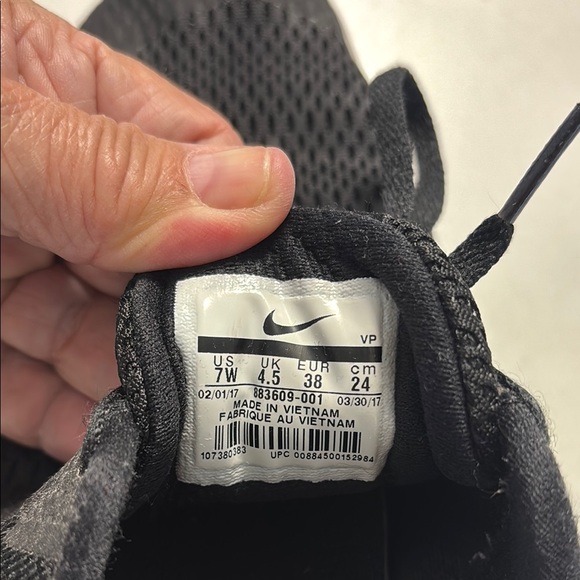 VP
US UK EUR cm
7W 4.5 38 24
02/01/17 883609-001 03/30/17
MADE IN VIETNAM
FABRIQUE AU VIETNAM
107380383 UPC 00884500152984